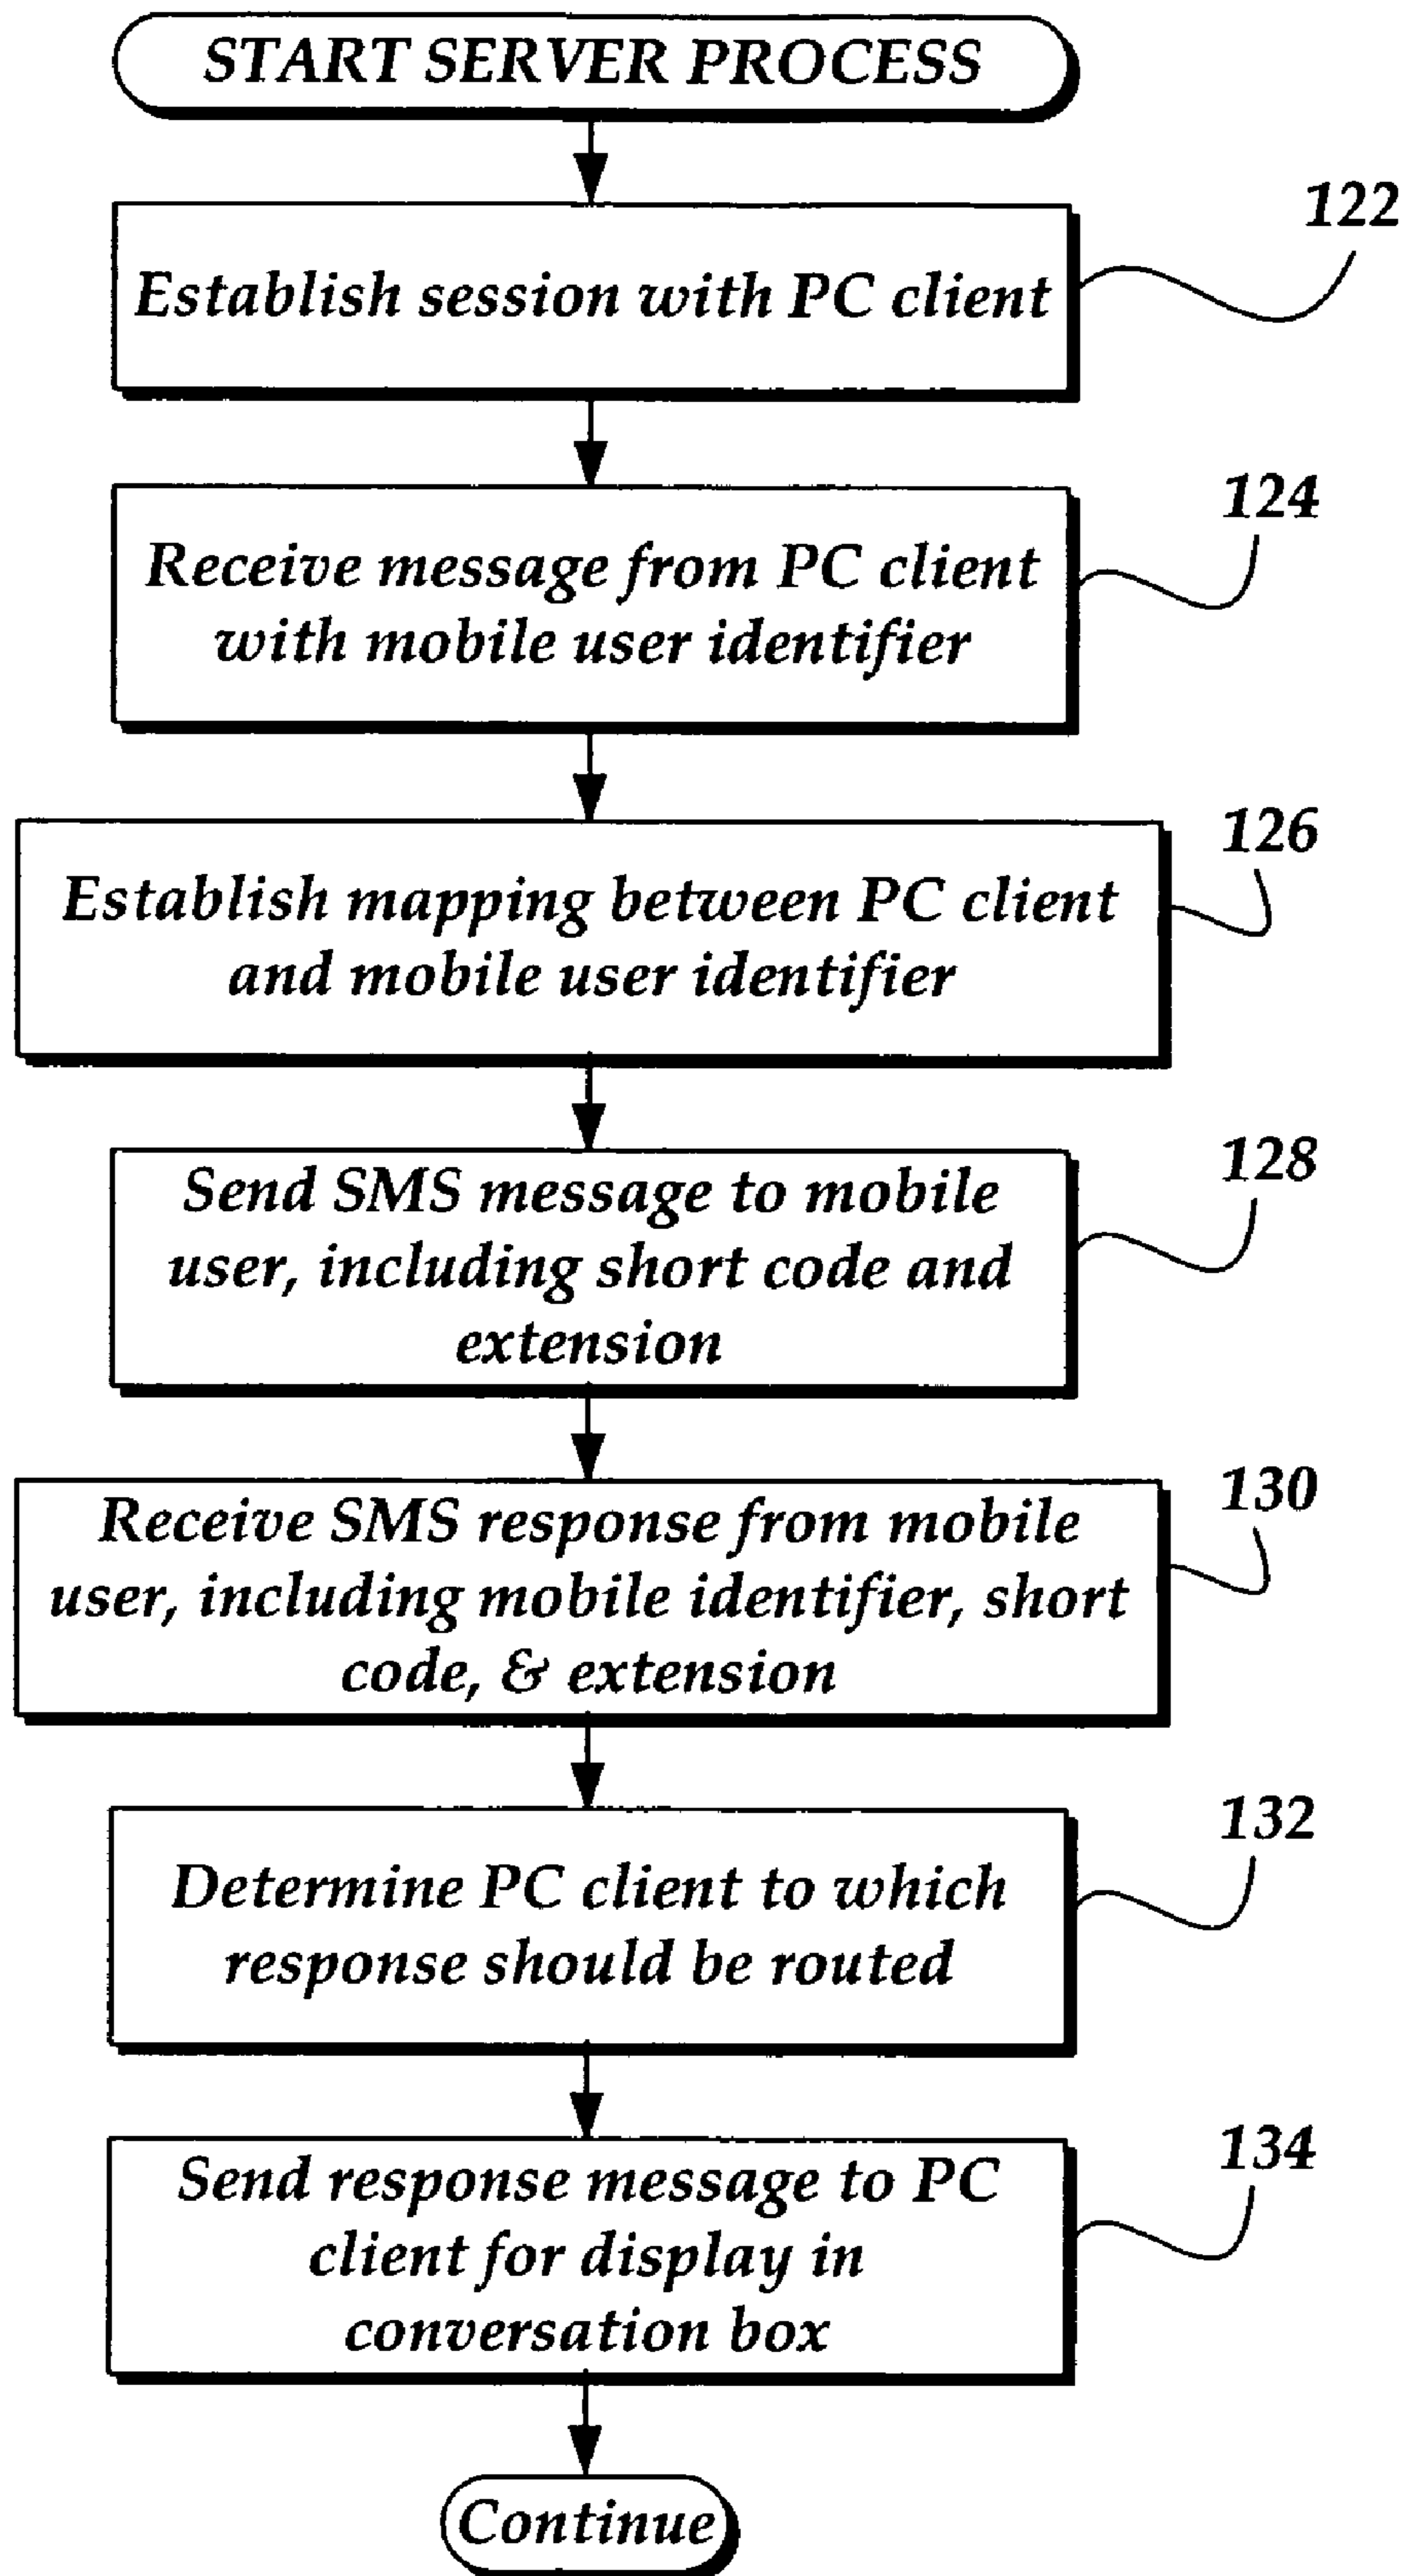 START SERVER PROCESS
122
Establish session with PC client
124
Receive message from PC client
with mobile user identifier
126
Establish mapping between PC client
and mobile user identifier
128
Send SMS message to mobile
user, including short code and
extension
130
Receive SMS response from mobile
user, including mobile identifier, short
code, & extension
132
Determine PC client to which
response should be routed
134
Send response message to PC
client for display in
conversation box
Continue